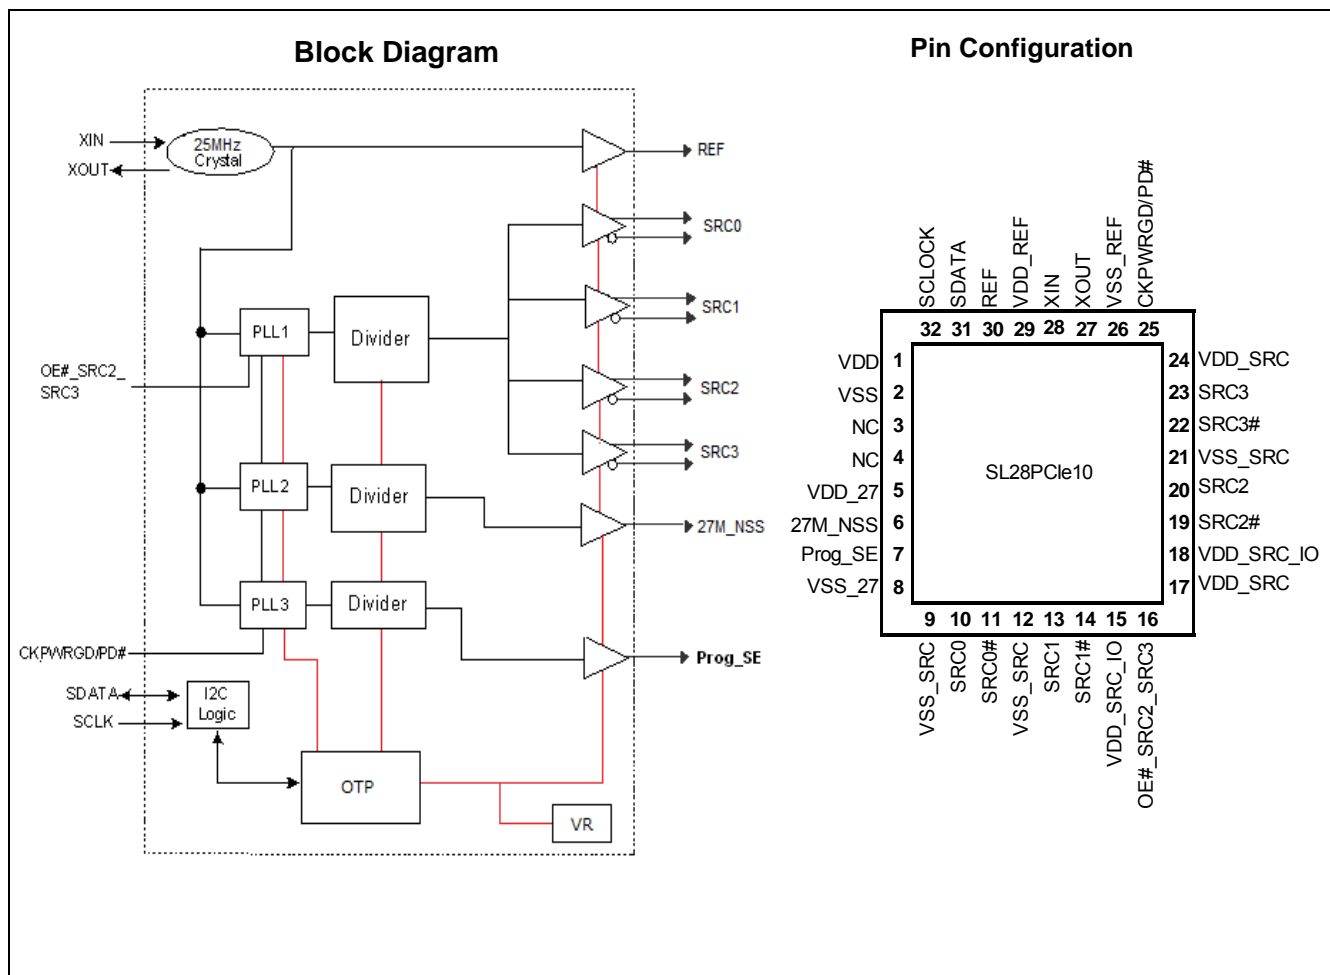 Block Diagram
Pin Configuration
XIN
XOUT
25MHz
Crystal
REF
SRC0
SRC1
SRC2
SRC3
27M_NSS
Prog_SE
PLL1
Divider
OE#_SRC2_
SRC3
PLL2
Divider
PLL3
Divider
CKPWRGD/PD#
SDATA
SCLK
I2C
Logic
OTP
VR
SCLOCK
SDATA
REF
VDD_REF
XIN
XOUT
VSS_REF
CKPWRGD/PD#
32 31 30 29 28 27 26 25
VDD 1
VSS 2
NC 3
NC 4
VDD_27 5
27M_NSS 6
Prog_SE 7
VSS_27 8
SL28PCIe10
24 VDD_SRC
23 SRC3
22 SRC3#
21 VSS_SRC
20 SRC2
19 SRC2#
18 VDD_SRC_IO
17 VDD_SRC
9 10 11 12 13 14 15 16
VSS_SRC
SRC0
SRC0#
VSS_SRC
SRC1
SRC1#
VDD_SRC_IO
OE#_SRC2_SRC3